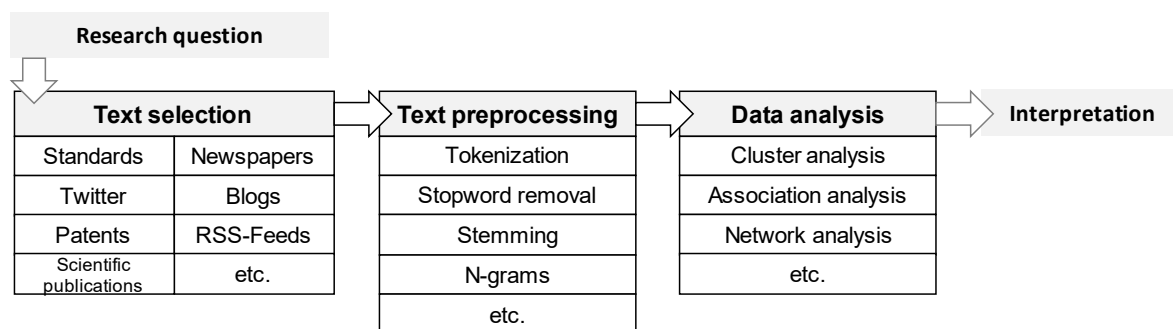 Research question
Text selection
Standards
Newspapers
Twitter
Blogs
Patents
RSS-Feeds
Scientific
publications
etc.
Text preprocessing
Tokenization
Stopword removal
Stemming
N-grams
etc.
Data analysis
Cluster analysis
Association analysis
Network analysis
etc.
Interpretation